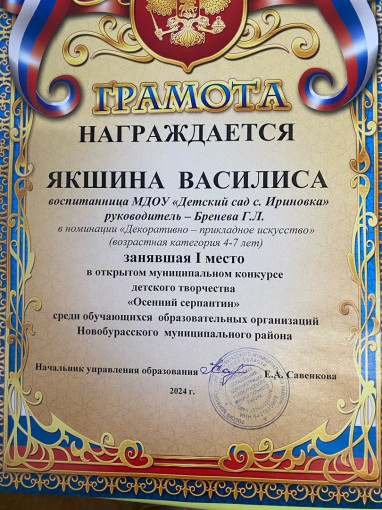 ГРАМОТА
НАГРАЖДАЕТСЯ
ЯКШИНА ВАСИЛИСА
воспитанница МДОУ «Детский сад с. Ириновка»
руководитель – Бренева Г.Л.
в номинации «Декоративно – прикладное искусство»
(возрастная категория 4-7 лет)
занявшая I место
в открытом муниципальном конкурсе
детского творчества
«Осенний серпантин»
среди обучающихся образовательных организаций
Новобурасского муниципального района
Начальник управления образования Е.А. Савенкова
2024 г.